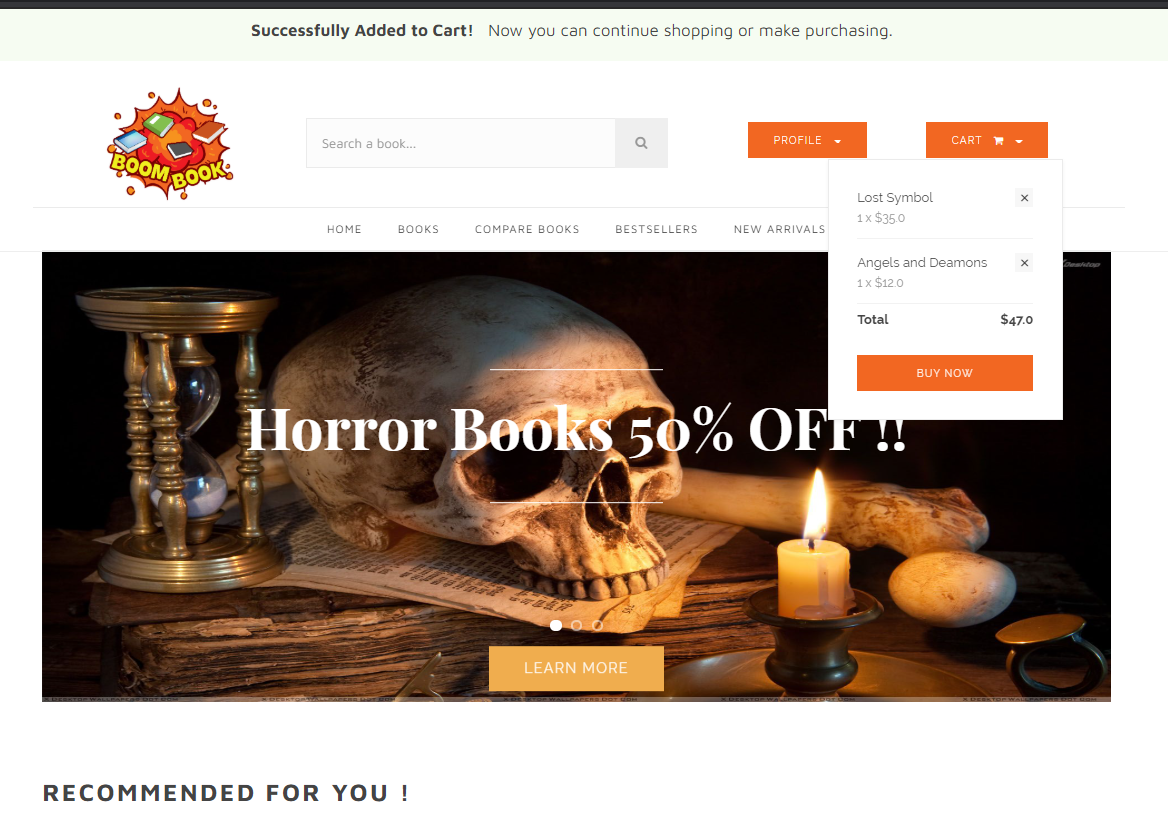 Successfully Added to Cart! Now you can continue shopping or make purchasing.
BOOM BOOK
Search a book...
PROFILE
CART
Lost Symbol
1 x $35.0
Angels and Deamons
1 x $12.0
Total $47.0
BUY NOW
HOME BOOKS COMPARE BOOKS BESTSELLERS NEW ARRIVALS
Horror Books 50% OFF !!
LEARN MORE
RECOMMENDED FOR YOU !